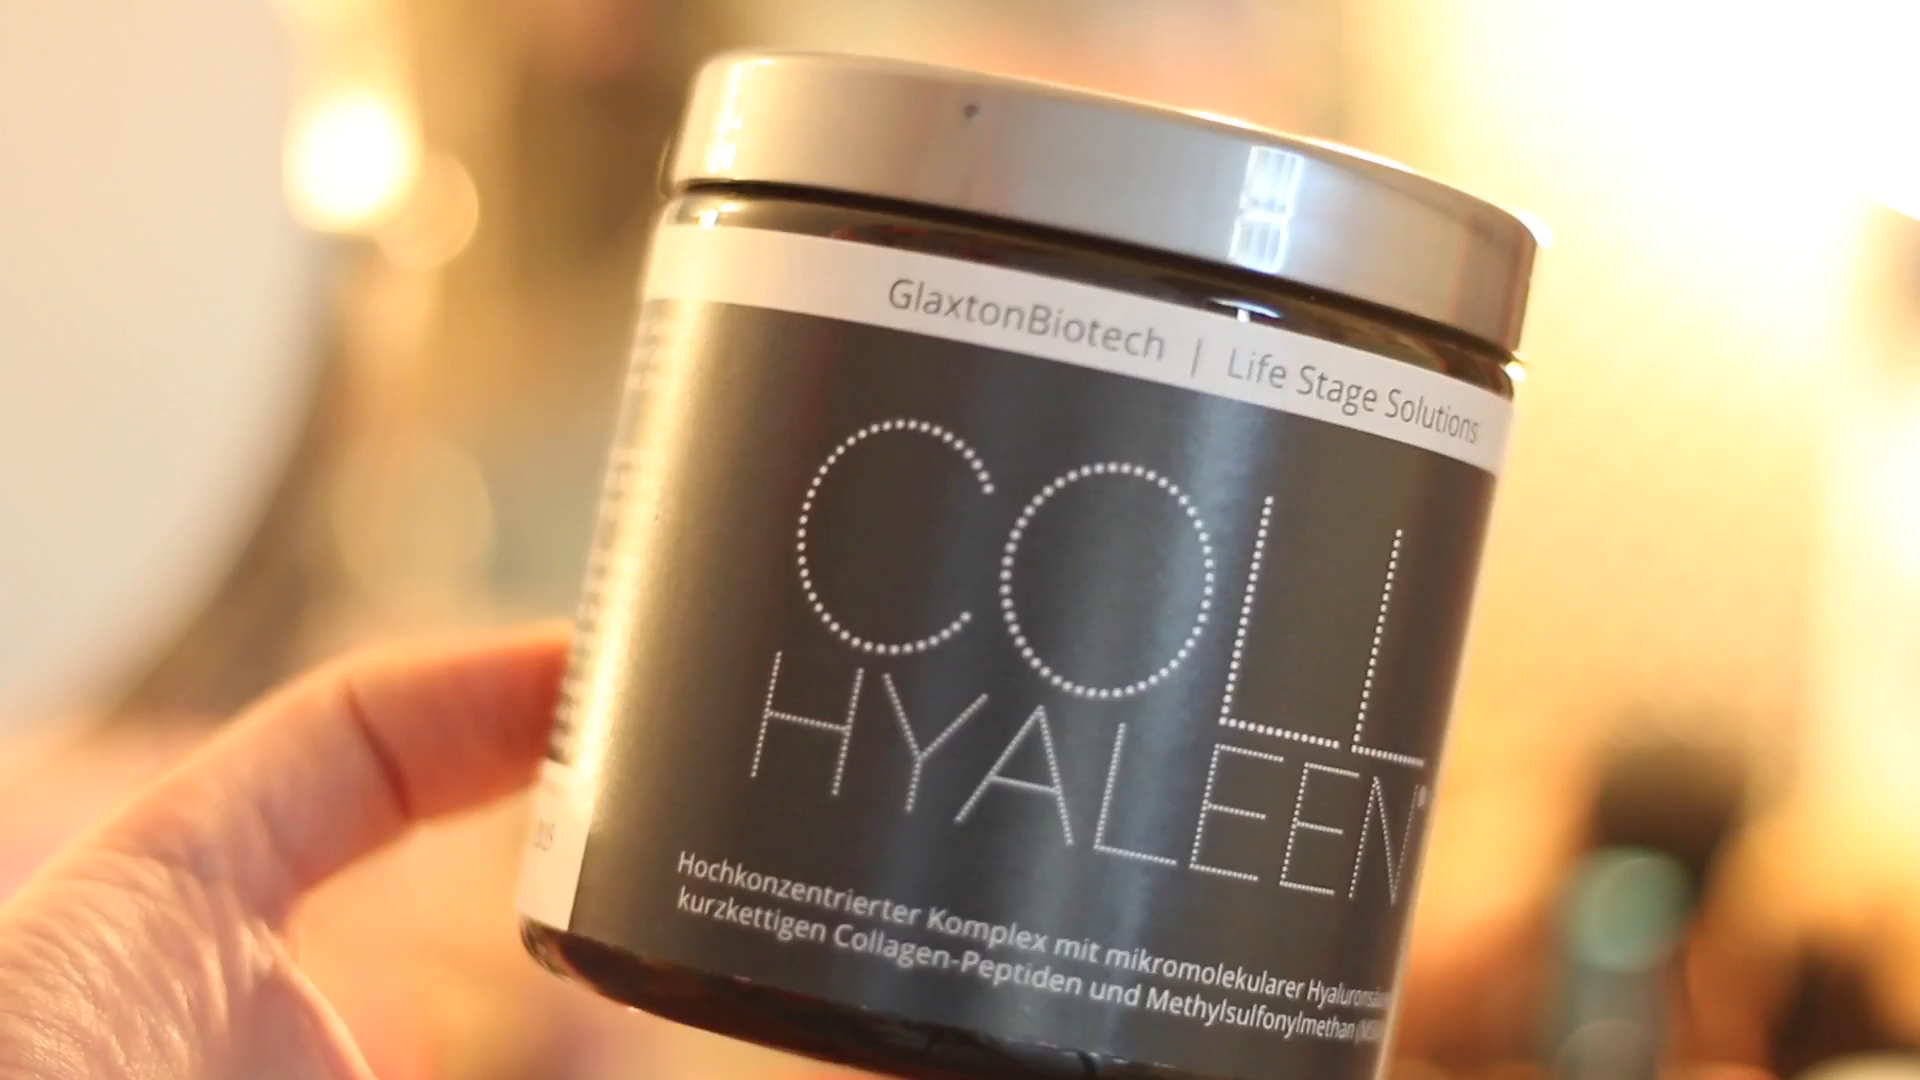 GlaxtonBiotech | Life Stage Solutions
COLL
HYALEEN
Hochkonzentrierter Komplex mit mikromolekularer
kurzkettigen Collagen-Peptiden und Methylsulfonylmethan